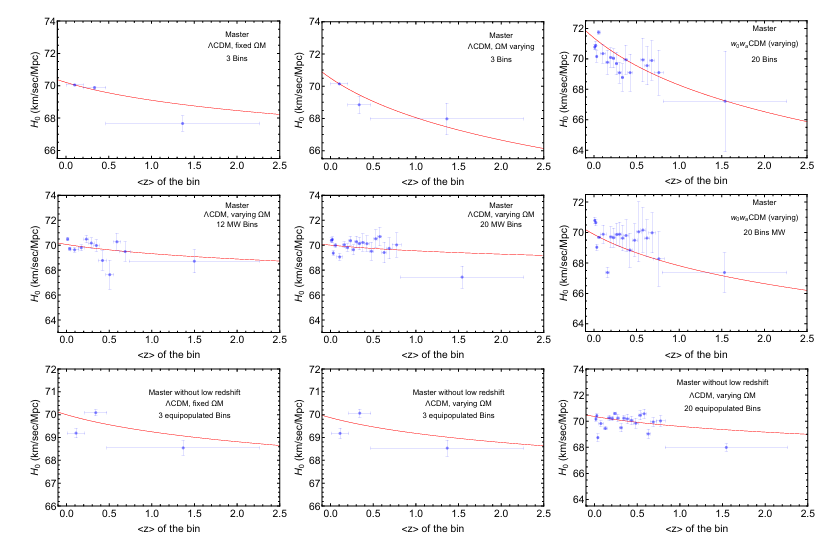 74
72
70
68
66
0.0 0.5 1.0 1.5 2.0 2.5
H0 (km/sec/Mpc)
<z> of the bin
Master
ΛCDM, fixed ΩM
3 Bins
74
72
70
68
66
0.0 0.5 1.0 1.5 2.0 2.5
H0 (km/sec/Mpc)
<z> of the bin
Master
ΛCDM, ΩM varying
3 Bins
72
70
68
66
64
0.0 0.5 1.0 1.5 2.0 2.5
H0 (km/sec/Mpc)
<z> of the bin
Master
w0waCDM (varying)
20 Bins
74
72
70
68
66
64
0.0 0.5 1.0 1.5 2.0 2.5
H0 (km/sec/Mpc)
<z> of the bin
Master
ΛCDM, varying ΩM
12 MW Bins
74
72
70
68
66
64
0.0 0.5 1.0 1.5 2.0 2.5
H0 (km/sec/Mpc)
<z> of the bin
Master
ΛCDM, varying ΩM
20 MW Bins
72
70
68
66
64
0.0 0.5 1.0 1.5 2.0 2.5
H0 (km/sec/Mpc)
<z> of the bin
Master
w0waCDM (varying)
20 Bins MW
72
71
70
69
68
67
66
0.0 0.5 1.0 1.5 2.0 2.5
H0 (km/sec/Mpc)
<z> of the bin
Master without low redshift
ΛCDM, fixed ΩM
3 equipopulated Bins
72
71
70
69
68
67
66
0.0 0.5 1.0 1.5 2.0 2.5
H0 (km/sec/Mpc)
<z> of the bin
Master without low redshift
ΛCDM, varying ΩM
3 equipopulated Bins
74
72
70
68
66
64
0.0 0.5 1.0 1.5 2.0 2.5
H0 (km/sec/Mpc)
<z> of the bin
Master without low redshift
ΛCDM, varying ΩM
20 equipopulated Bins